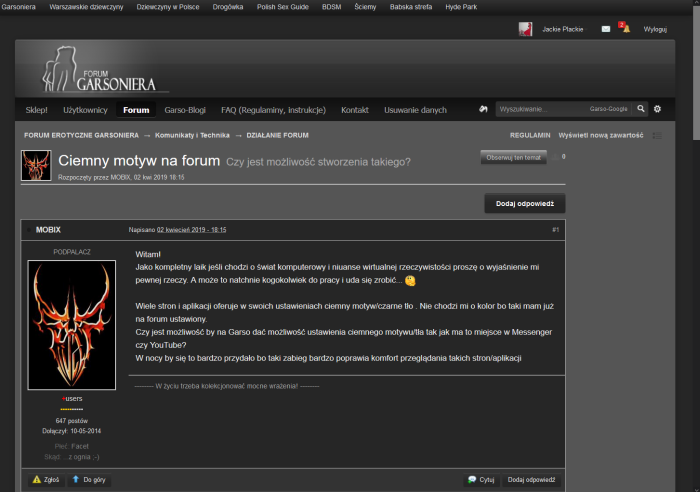 Garsoniera Warszawskie dziewczyny Dziewczyny w Polsce Drogówka Polish Sex Guide BDSM Ściemy Babska strefa Hyde Park
Jackie Plackie 2 Wyloguj
FORUM
GARSONIERA
Sklep! Użytkownicy Forum Garso-Blogi FAQ (Regulaminy, instrukcje) Kontakt Usuwanie danych Wyszukiwanie... Garso-Google
FORUM EROTYCZNE GARSONIERA → Komunikaty i Technika → DZIAŁANIE FORUM REGULAMIN Wyświetl nową zawartość
Ciemny motyw na forum Czy jest możliwość stworzenia takiego?
Rozpoczęty przez MOBIX, 02 kwi 2019 18:15
Obserwuj ten temat 0
Dodaj odpowiedź
MOBIX Napisano 02 kwiecień 2019 - 18:15 #1
PODPALACZ
Witam!
Jako kompletny laik jeśli chodzi o świat komputerowy i niuanse wirtualnej rzeczywistości proszę o wyjaśnienie mi
pewnej rzeczy. A może to natchnie kogokolwiek do pracy i uda się zrobić...
Wiele stron i aplikacji oferuje w swoich ustawieniach ciemny motyw/czarne tło . Nie chodzi mi o kolor bo taki mam już
na forum ustawiony.
Czy jest możliwość by na Garso dać możliwość ustawienia ciemnego motywu/tła tak jak ma to miejsce w Messenger
czy YouTube?
W nocy by się to bardzo przydało bo taki zabieg bardzo poprawia komfort przeglądania takich stron/aplikacji
--------- W życiu trzeba kolekcjonować mocne wrażenia! ---------
users
547 postów
Dołączył: 10-05-2014
Płeć: Facet
Skąd: ...z ognia ;-)
Zgłoś Do góry Cytuj Dodaj odpowiedź